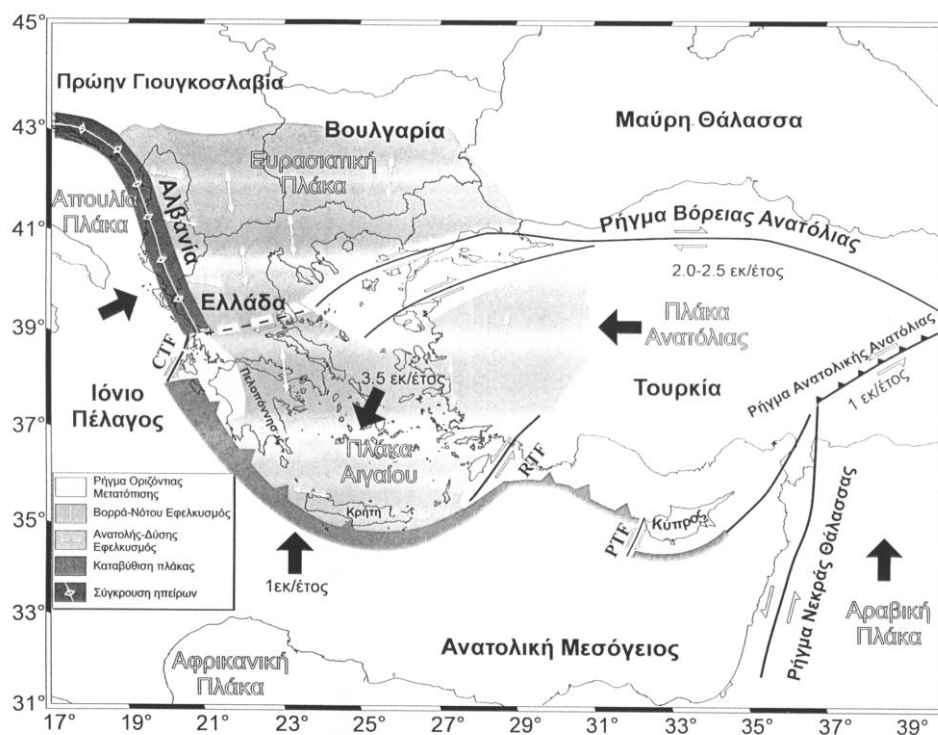 45°
43°
41°
39°
37°
35°
33°
31°
Πρώην Γιουγκοσλαβία
Βουλγαρία
Μαύρη Θάλασσα
Ευρασιατική
Πλάκα
Απουλία
Πλάκα
Αλβανία
Ρήγμα Βόρειας Ανατόλιας
2.0-2.5 εκ/έτος
Ελλάδα
Πλάκα
Ανατόλιας
CTF
Ιόνιο
Πέλαγος
Πελοπόννησος
3.5 εκ/έτος
Τουρκία
Ρήγμα Ανατολικής Ανατόλιας
1 εκ/έτος
Πλάκα
Αιγαίου
RTF
Κρήτη
Κύπρος
PTF
Ρήγμα Οριζόντιας
Μετατόπισης
Βορρά-Νότου Εφελκυσμός
Ανατολής-Δύσης
Εφελκυσμός
Καταβύθιση πλάκας
Σύγκρουση ηπείρων
1εκ/έτος
Ρήγμα Νεκράς Θάλασσας
Αραβική
Πλάκα
Ανατολική Μεσόγειος
Αφρικανική
Πλάκα
17° 19° 21° 23° 25° 27° 29° 31° 33° 35° 37° 39°